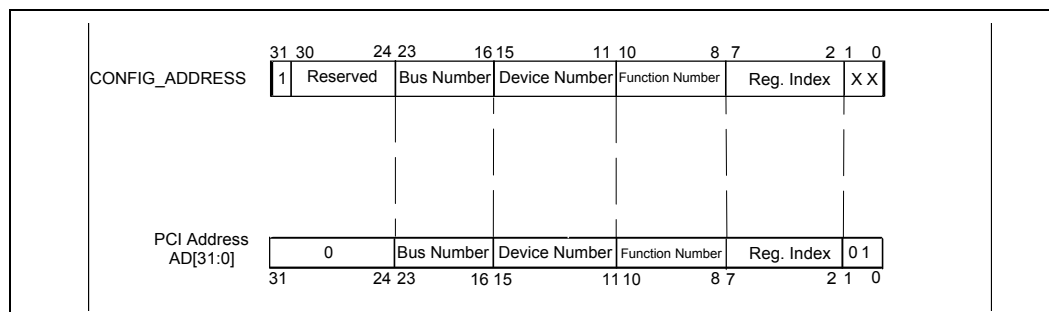 31 30 24 23 16 15 11 10 8 7 2 1 0
CONFIG_ADDRESS 1 Reserved Bus Number Device Number Function Number Reg. Index X X
PCI Address
AD[31:0]
0 Bus Number Device Number Function Number Reg. Index 0 1
31 24 23 16 15 11 10 8 7 2 1 0